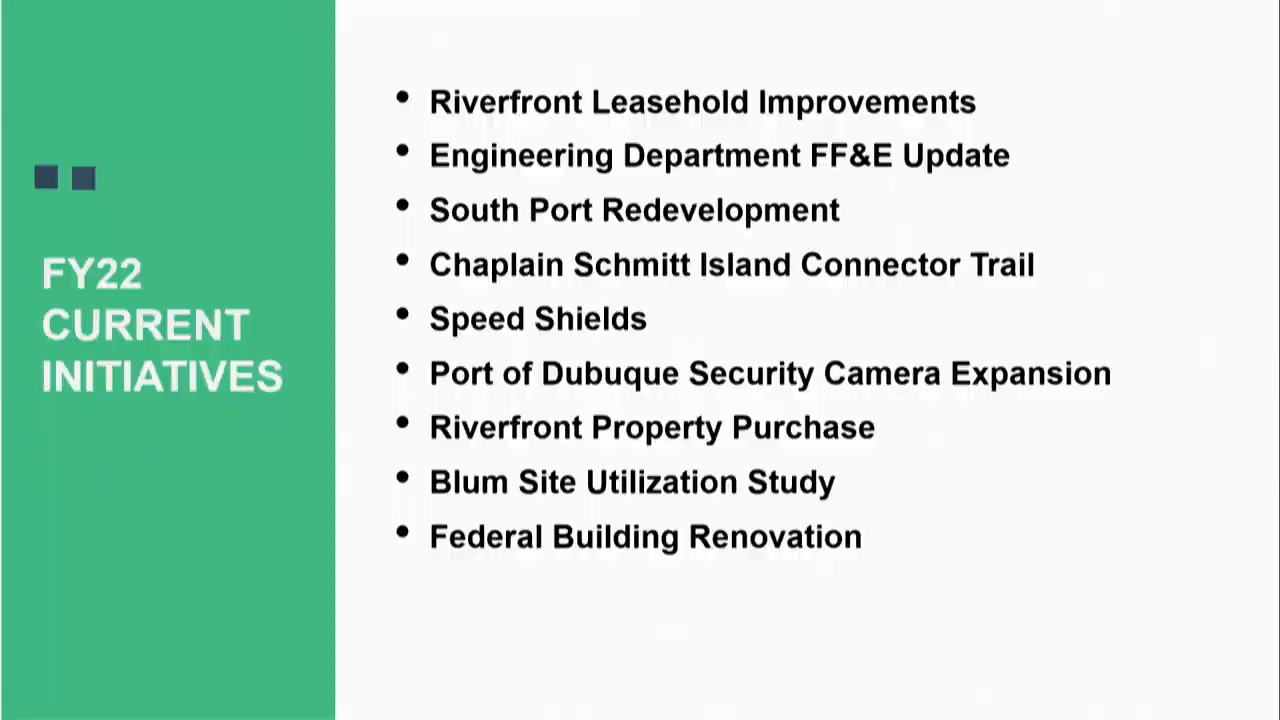 FY22
CURRENT
INITIATIVES
• Riverfront Leasehold Improvements
• Engineering Department FF&E Update
• South Port Redevelopment
• Chaplain Schmitt Island Connector Trail
• Speed Shields
• Port of Dubuque Security Camera Expansion
• Riverfront Property Purchase
• Blum Site Utilization Study
• Federal Building Renovation